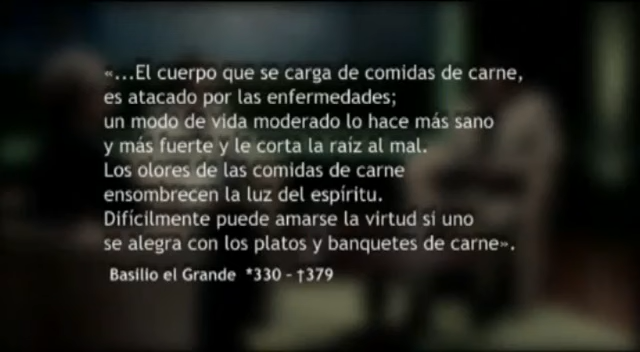 «...El cuerpo que se carga de comidas de carne,
es atacado por las enfermedades;
un modo de vida moderado lo hace más sano
y más fuerte y le corta la raíz al mal.
Los olores de las comidas de carne
ensombrecen la luz del espíritu.
Difícilmente puede amarse la virtud si uno
se alegra con los platos y banquetes de carne».
Basilio el Grande *330 - †379